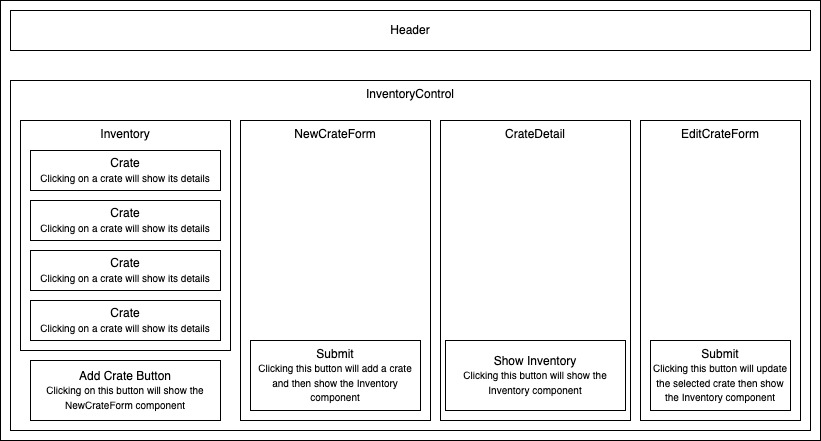 Header
InventoryControl
Inventory
Crate
Clicking on a crate will show its details
Crate
Clicking on a crate will show its details
Crate
Clicking on a crate will show its details
Crate
Clicking on a crate will show its details
Add Crate Button
Clicking on this button will show the
NewCrateForm component
NewCrateForm
Submit
Clicking this button will add a crate
and then show the Inventory
component
CrateDetail
Show Inventory
Clicking this button will show the
Inventory component
EditCrateForm
Submit
Clicking this button will update
the selected crate then show
the Inventory component